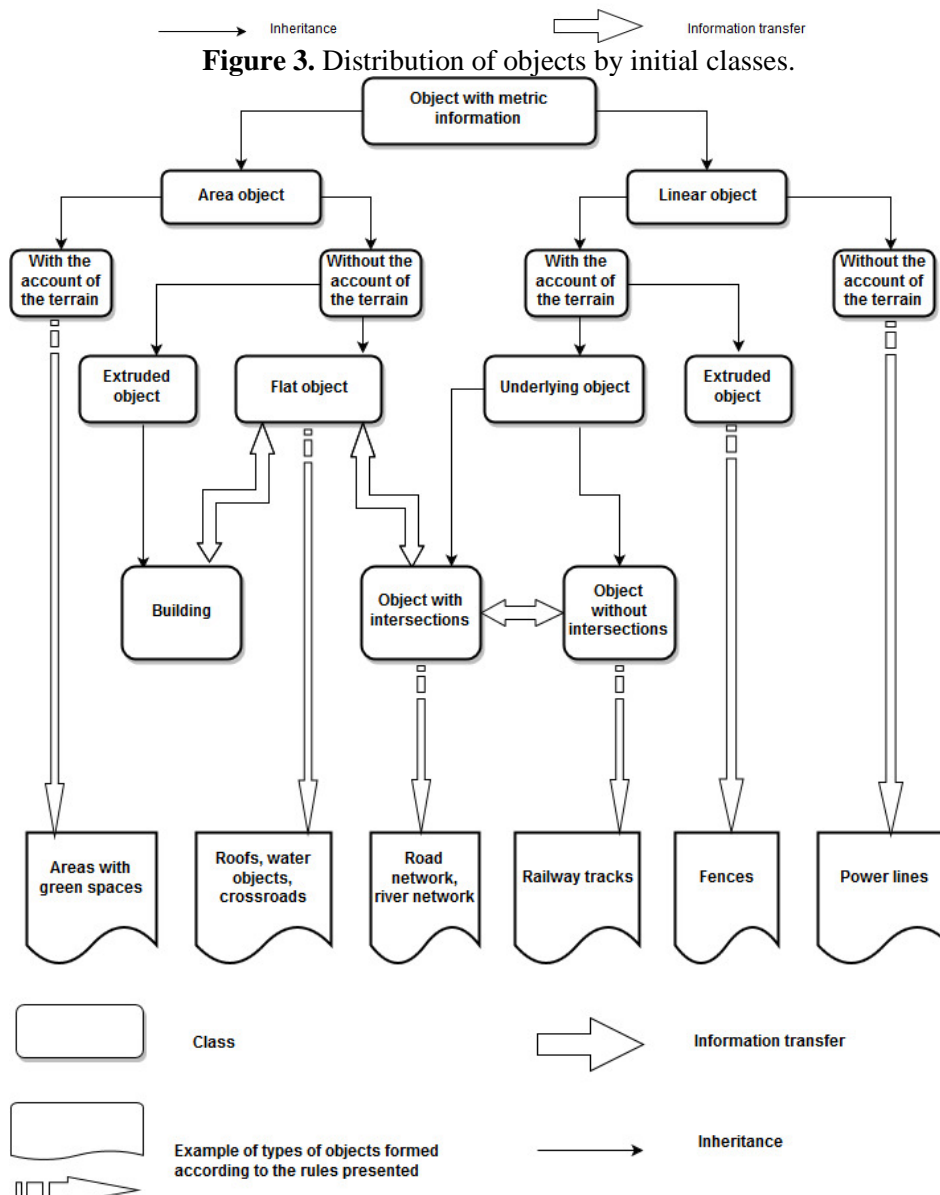 Inheritance
Information transfer
Figure 3. Distribution of objects by initial classes.
Object with metric
information
Area object
Linear object
With the
account of
the terrain
Without the
account of
the terrain
With the
account of
the terrain
Without the
account of
the terrain
Extruded
object
Flat object
Underlying object
Extruded
object
Building
Object with
intersections
Object
without
intersections
Areas with
green spaces
Roofs, water
objects,
crossroads
Road
network,
river network
Railway tracks
Fences
Power lines
Class
Information transfer
Example of types of objects formed
according to the rules presented
Inheritance